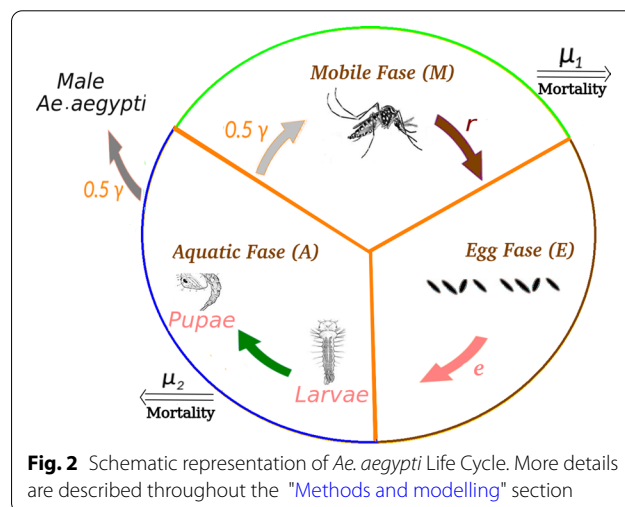 Male
Ae.aegypti
0.5 γ
Mobile Fase (M)
0.5 γ
r
μ1
Mortality
Aquatic Fase (A)
Pupae
Larvae
Egg Fase (E)
e
μ2
Mortality
Fig. 2 Schematic representation of Ae. aegypti Life Cycle. More details
are described throughout the "Methods and modelling" section